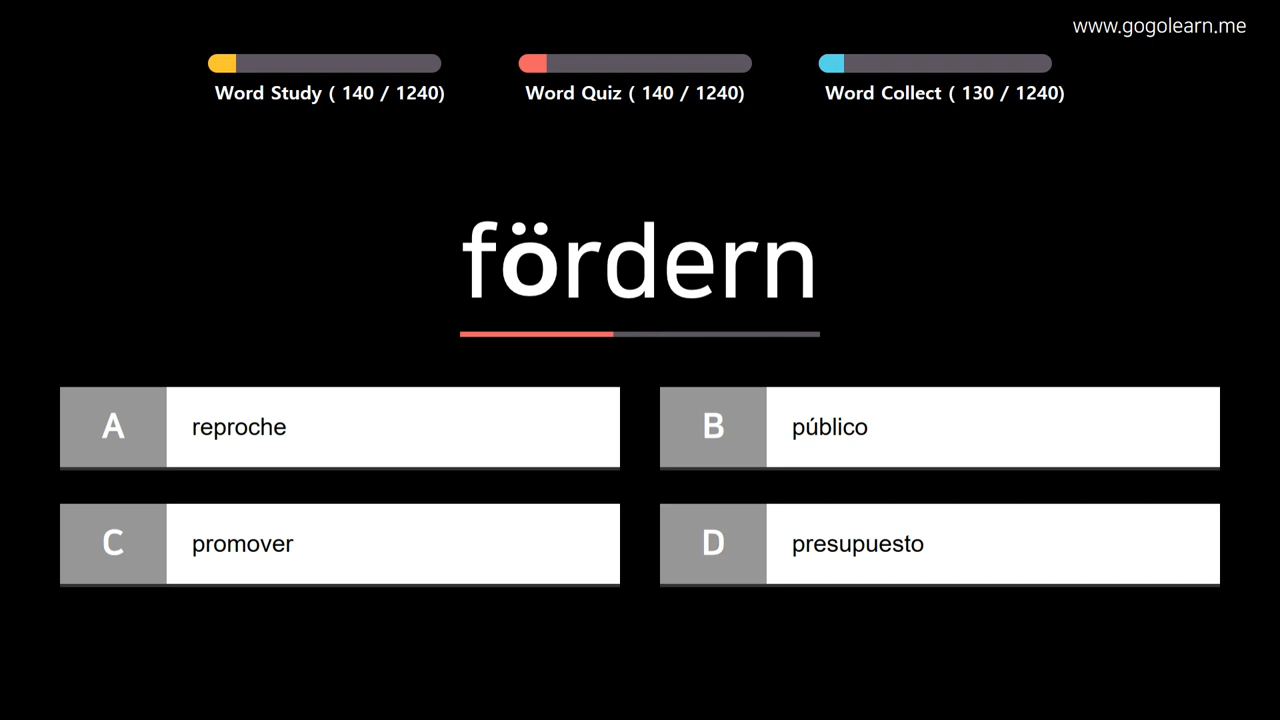 www.gogolearn.me
Word Study ( 140 / 1240)
Word Quiz ( 140 / 1240)
Word Collect ( 130 / 1240)
fördern
A
reproche
B
público
C
promover
D
presupuesto